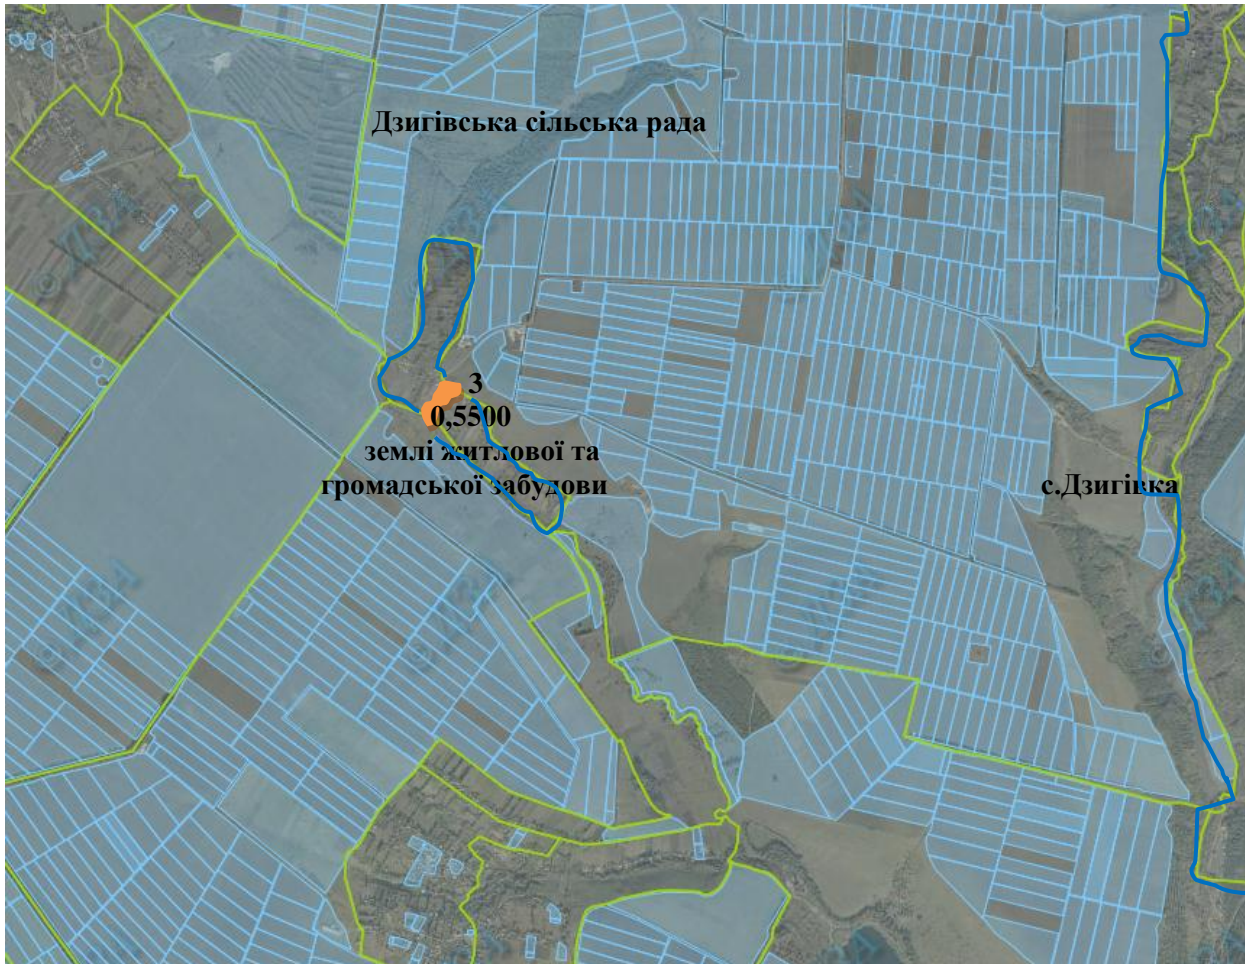 Дзигівська сільська рада
3
0,5500
землі житлової та
громадської забудови
с.Дзигівка